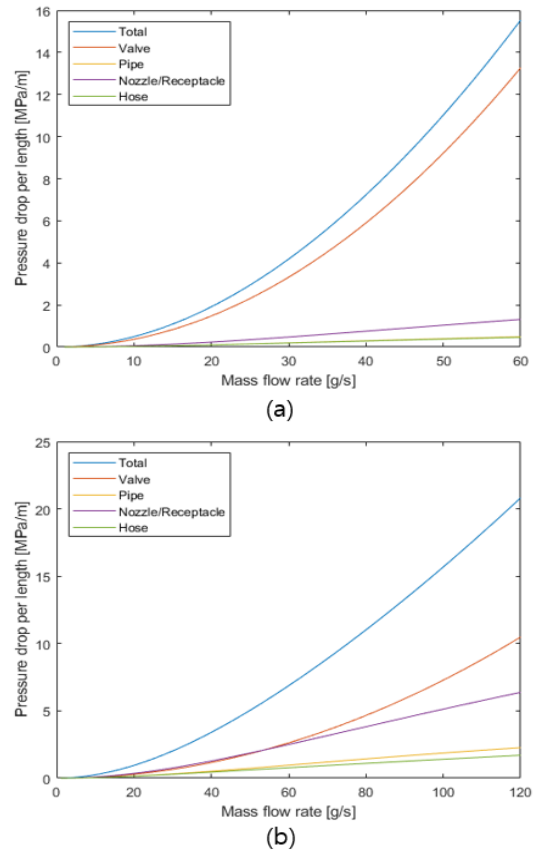 16
14
12
10
8
6
4
2
0
Pressure drop per length [MPa/m]
Total
Valve
Pipe
Nozzle/Receptacle
Hose
0 10 20 30 40 50 60
Mass flow rate [g/s]
(a)
25
20
15
10
5
0
Pressure drop per length [MPa/m]
Total
Valve
Pipe
Nozzle/Receptacle
Hose
0 20 40 60 80 100 120
Mass flow rate [g/s]
(b)